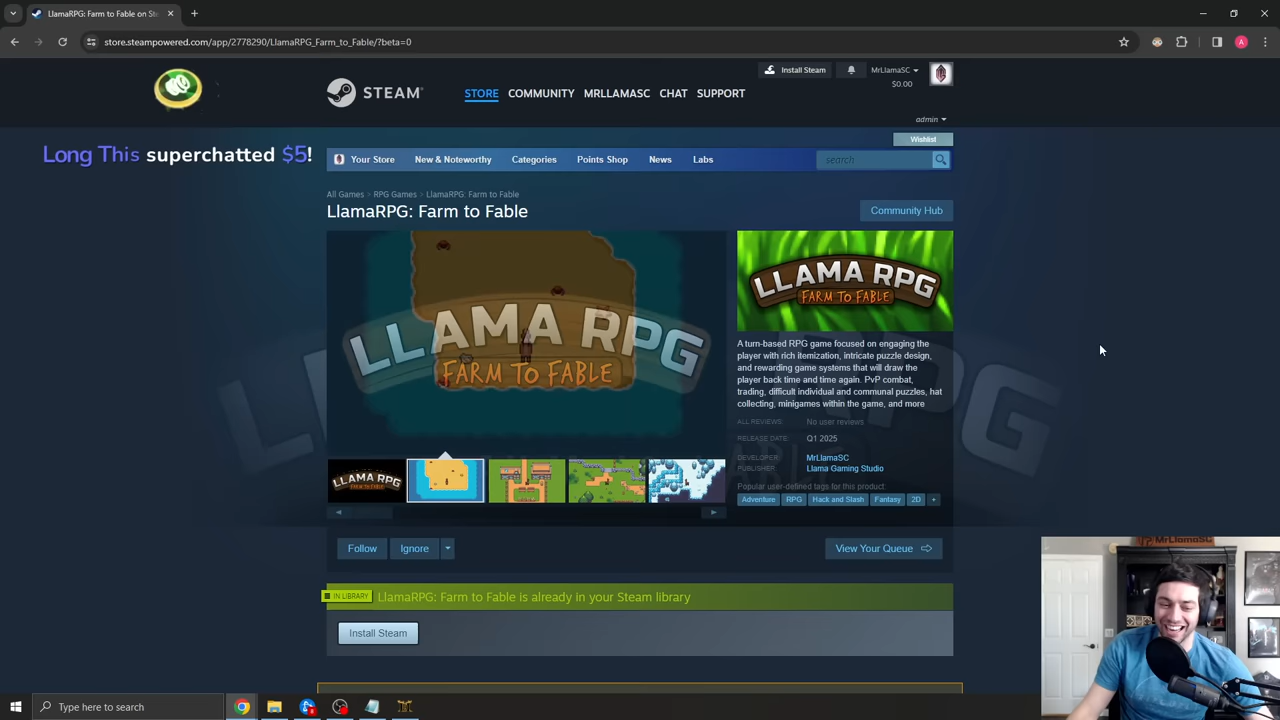 LlamaRPG: Farm to Fable on Ste
store.steampowered.com/app/2778290/LlamaRPG_Farm_to_Fable/?beta=0
A
Install Steam
MrLlamaSC
$0.00
STEAM
STORE COMMUNITY MRLLAMASC CHAT SUPPORT
admin
Wishlist
Long This superchatted $5!
Your Store New & Noteworthy Categories Points Shop News Labs
search
All Games > RPG Games > LlamaRPG: Farm to Fable
LlamaRPG: Farm to Fable
Community Hub
LLAMA RPG
FARM TO FABLE
LLAMA RPG
FARM TO FABLE
A turn-based RPG game focused on engaging the
player with rich itemization, intricate puzzle design,
and rewarding game systems that will draw the
player back time and time again. PvP combat,
trading, difficult individual and communal puzzles, hat
collecting, minigames within the game, and more
ALL REVIEWS: No user reviews
RELEASE DATE: Q1 2025
DEVELOPER: MrLlamaSC
PUBLISHER: Llama Gaming Studio
Popular user-defined tags for this product:
Adventure RPG Hack and Slash Fantasy 2D +
LLAMA RPG
Follow
Ignore
View Your Queue
IN LIBRARY
LlamaRPG: Farm to Fable is already in your Steam library
Install Steam
MrLlamaSC
Type here to search